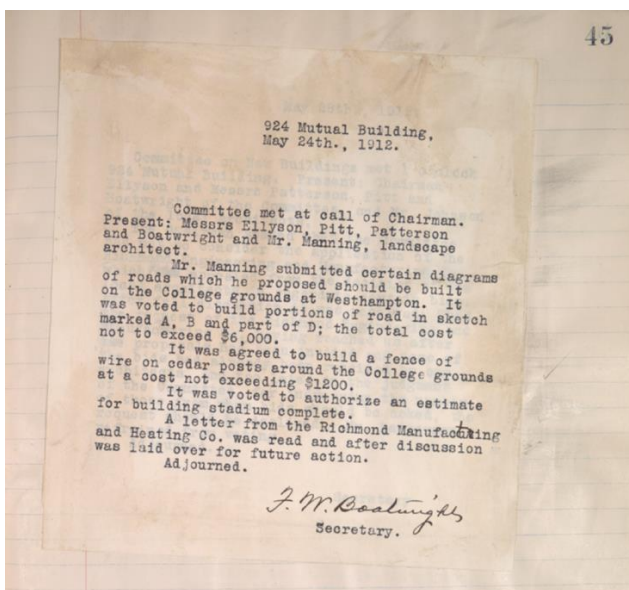 45
924 Mutual Building,
May 24th., 1912.
Committee met at call of Chairman.
Present: Messrs Ellyson, Pitt, Patterson
and Boatwright and Mr. Manning, landscape
architect.
Mr. Manning submitted certain diagrams
of roads which he proposed should be built
on the College grounds at Westhampton. It
was voted to build portions of road in sketch
marked A, B and part of D; the total cost
not to exceed $6,000.
It was agreed to build a fence of
wire on cedar posts around the College grounds
at a cost not exceeding $1200.
It was voted to authorize an estimate
for building stadium complete.
A letter from the Richmond Manufacturing
and Heating Co. was read and after discussion
was laid over for future action.
Adjourned.
F. W. Boatwright
Secretary.